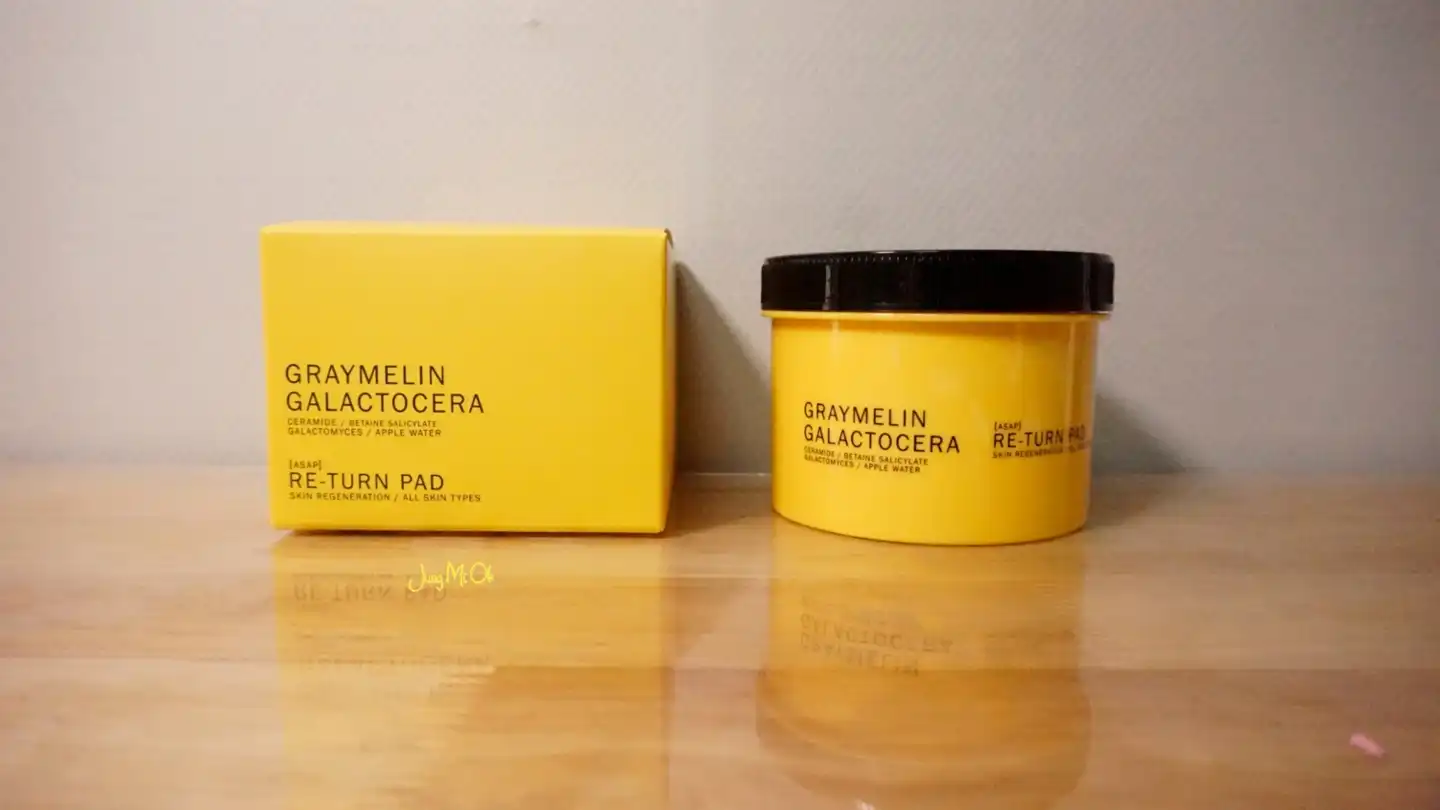 GRAYMELIN
GALACTOCERA
CERAMIDE / BETAINE SALICYLATE
GALACTOMYCES / APPLE WATER
[ASAP]
RE-TURN PAD
SKIN REGENERATION / ALL SKIN TYPES
GRAYMELIN
GALACTOCERA
CERAMIDE / BETAINE SALICYLATE
GALACTOMYCES / APPLE WATER
[ASAP]
RE-TURN PAD
SKIN REGENERATION